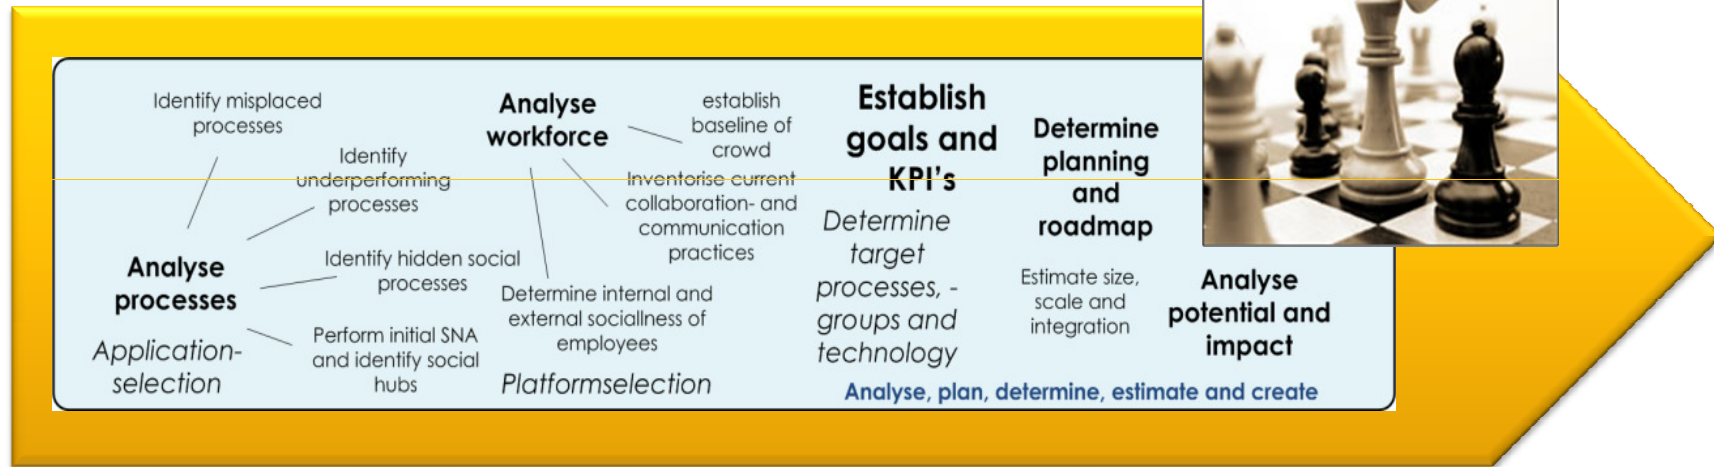 Identify misplaced
processes
Identify
underperforming
processes
Analyse
processes
Identify hidden social
processes
Perform initial SNA
and identify social
hubs
Application-
selection
Analyse
workforce
establish
baseline of
crowd
Inventorise current
collaboration- and
communication
practices
Determine internal and
external sociallness of
employees
Platformselection
Establish
goals and
KPI's
Determine
target
processes, -
groups and
technology
Determine
planning
and
roadmap
Estimate size,
scale and
integration
Analyse
potential and
impact
Analyse, plan, determine, estimate and create